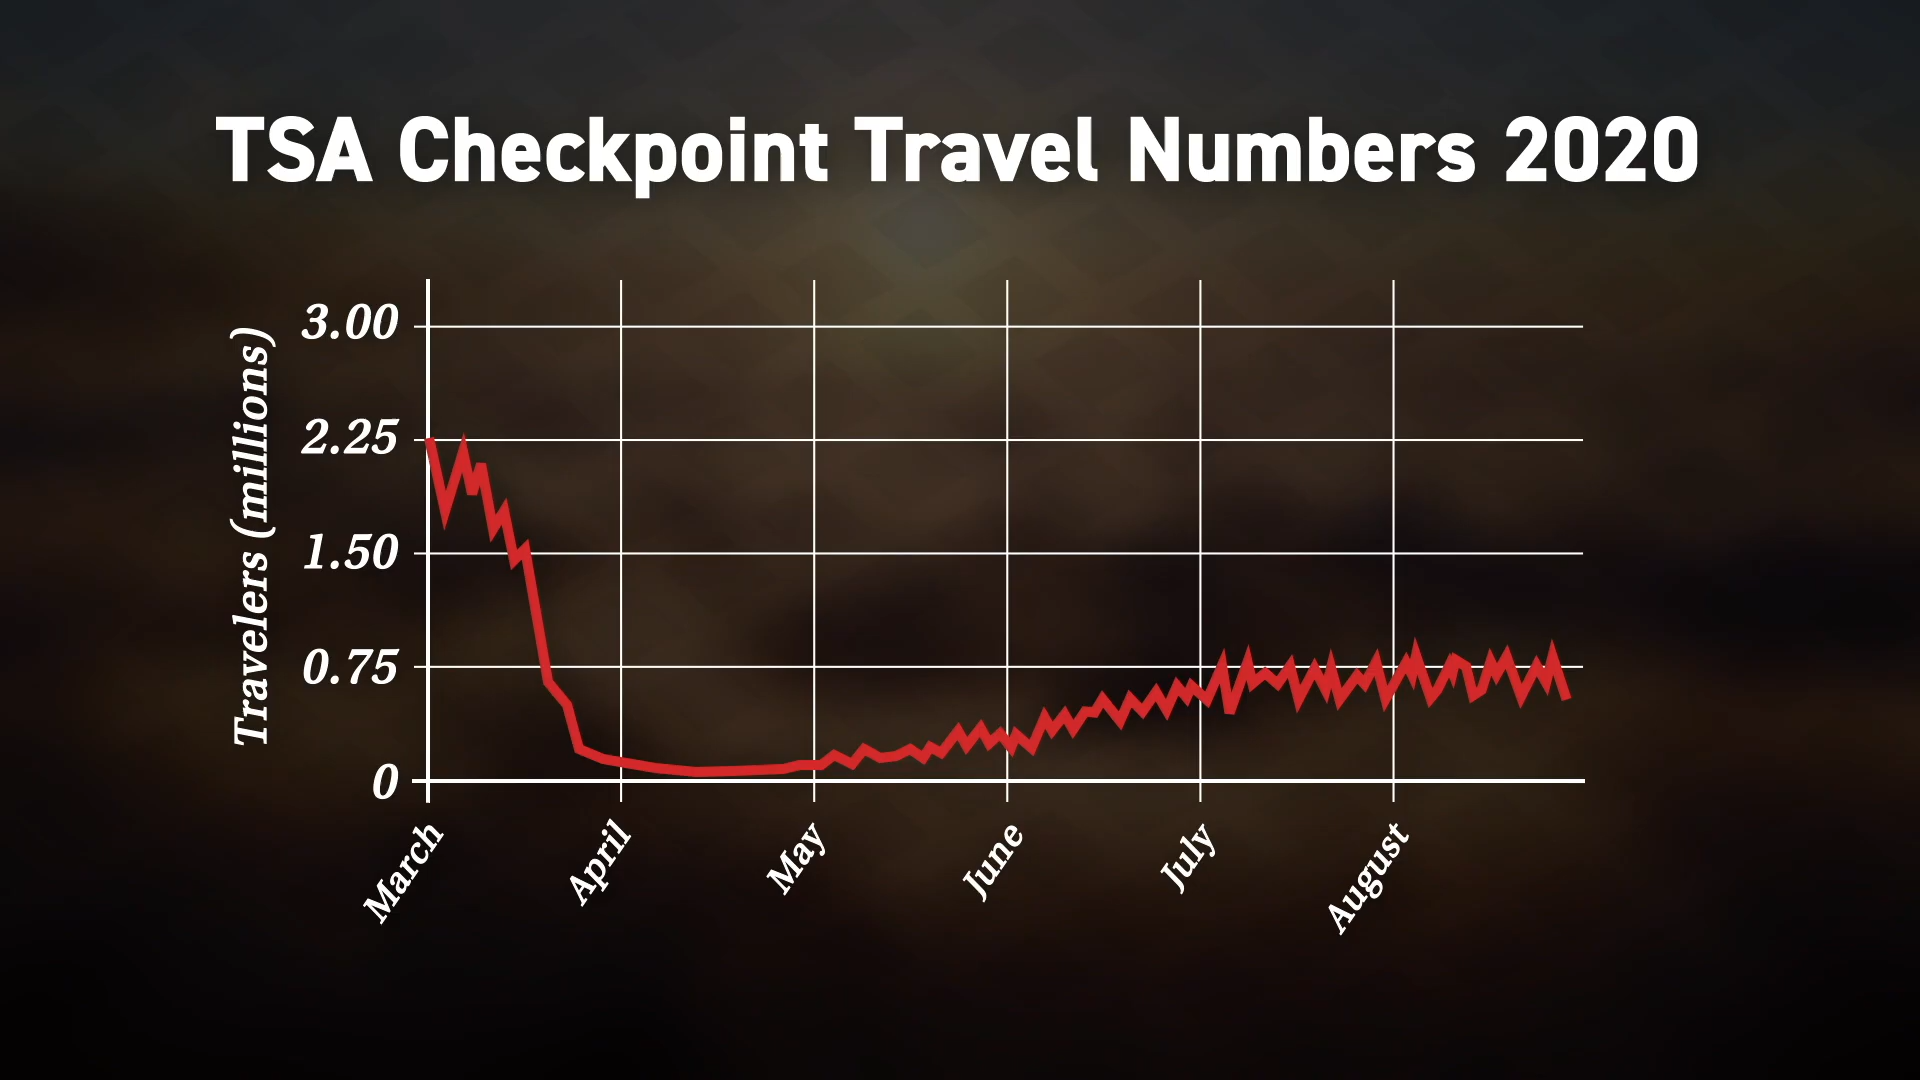 TSA Checkpoint Travel Numbers 2020
Travelers (millions)
3.00
2.25
1.50
0.75
0
March
April
May
June
July
August